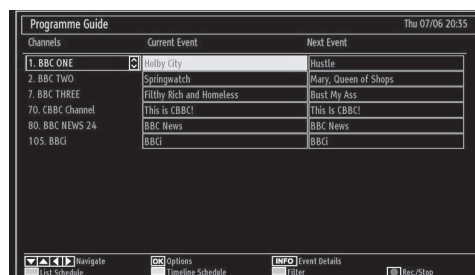 Programme Guide Thu 07/06 20:35
Channels Current Event Next Event
1. BBC ONE Holby City Hustle
2. BBC TWO Springwatch Mary, Queen of Shops
7. BBC THREE Filthy Rich and Homeless Bust My Ass
70. CBBC Channel This is CBBC! This Is CBBC!
80. BBC NEWS 24 BBC News BBC News
105. BBCi BBCi BBCi
Navigate OK Options INFO Event Details
List Schedule Timeline Schedule Filter Rec./Stop